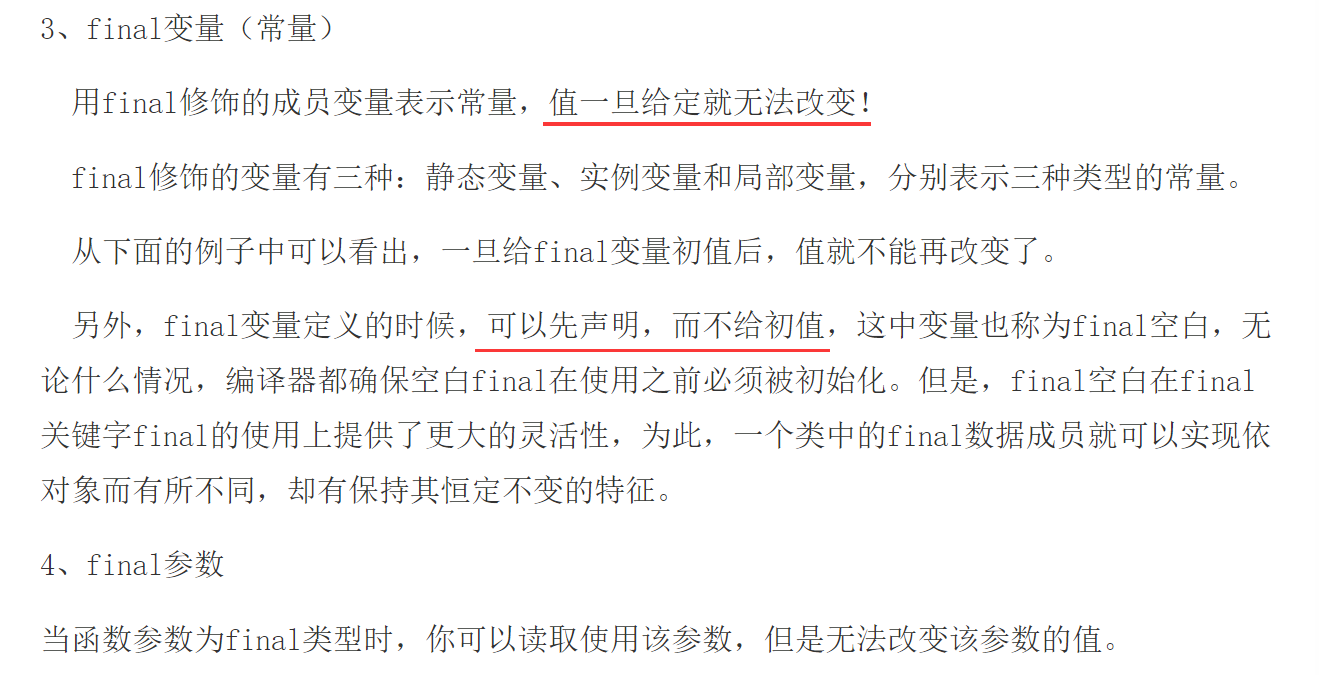 3、final变量（常量）
用final修饰的成员变量表示常量，值一旦给定就无法改变！
final修饰的变量有三种：静态变量、实例变量和局部变量，分别表示三种类型的常量。
从下面的例子中可以看出，一旦给final变量初值后，值就不能再改变了。
另外，final变量定义的时候，可以先声明，而不给初值，这中变量也称为final空白，无
论什么情况，编译器都确保空白final在使用之前必须被初始化。但是，final空白在final
关键字final的使用上提供了更大的灵活性，为此，一个类中的final数据成员就可以实现依
对象而有所不同，却有保持其恒定不变的特征。
4、final参数
当函数参数为final类型时，你可以读取使用该参数，但是无法改变该参数的值。